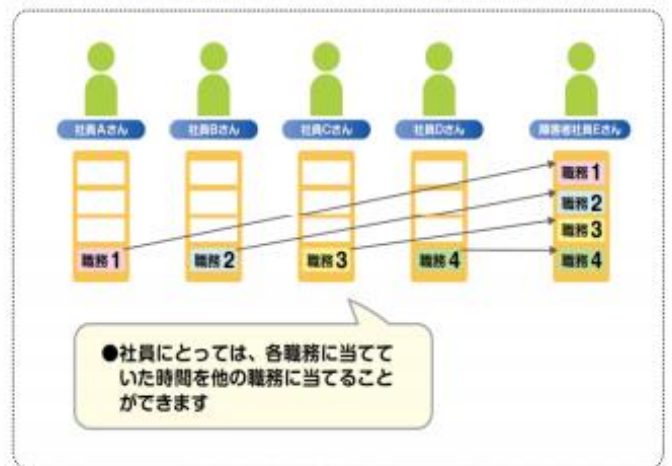 社員Aさん 社員Bさん 社員Cさん 社員Dさん 障害者社員Eさん
職務1
職務2
職務3
職務1 職務2 職務3 職務4 職務4
●社員にとっては、各職務に当てて
いた時間を他の職務に当てること
ができます